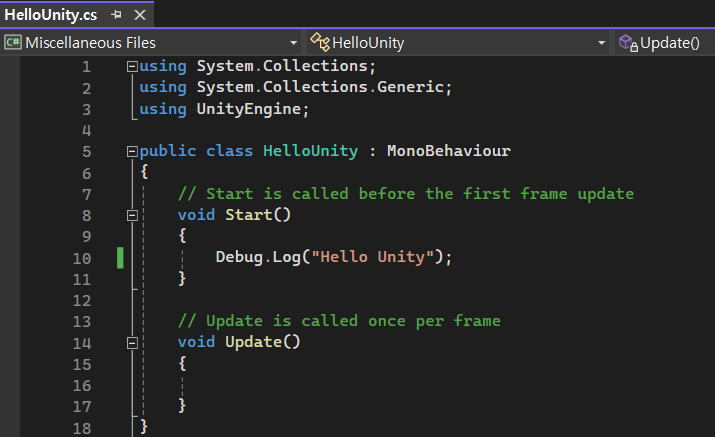 HelloUnity.cs
C# Miscellaneous Files HelloUnity Update()
1 using System.Collections;
2 using System.Collections.Generic;
3 using UnityEngine;
4
5 public class HelloUnity : MonoBehaviour
6 {
7 // Start is called before the first frame update
8 void Start()
9 {
10 Debug.Log("Hello Unity");
11 }
12
13 // Update is called once per frame
14 void Update()
15 {
16
17 }
18 }